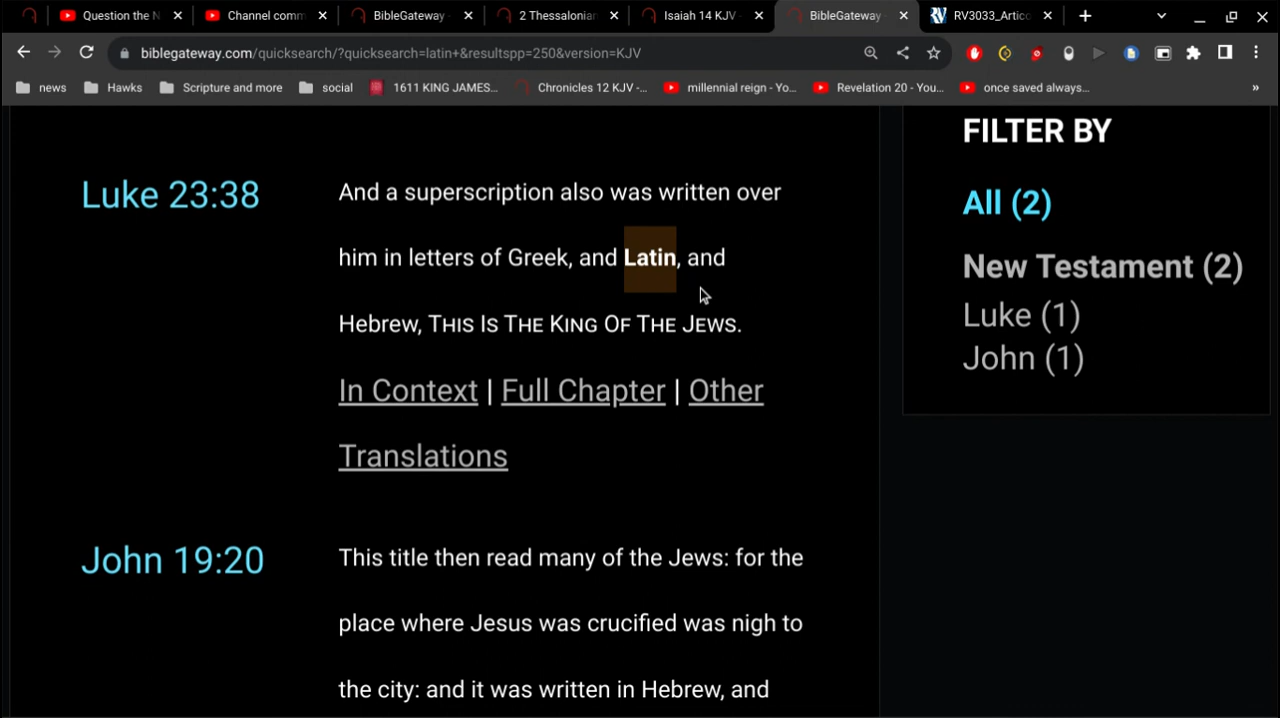 Question the N
Channel comm
BibleGateway -
2 Thessalonian
Isaiah 14 KJV -
BibleGateway -
RV3033_Artico
biblegateway.com/quicksearch/?quicksearch=latin+&resultspp=250&version=KJV
news
Hawks
Scripture and more
social
1611 KING JAMES...
Chronicles 12 KJV -...
millennial reign - Yo...
Revelation 20 - You...
once saved always...
»
Luke 23:38
And a superscription also was written over
him in letters of Greek, and Latin, and
Hebrew, This Is The King Of The Jews.
In Context | Full Chapter | Other
Translations
John 19:20
This title then read many of the Jews: for the
place where Jesus was crucified was nigh to
the city: and it was written in Hebrew, and
FILTER BY
All (2)
New Testament (2)
Luke (1)
John (1)